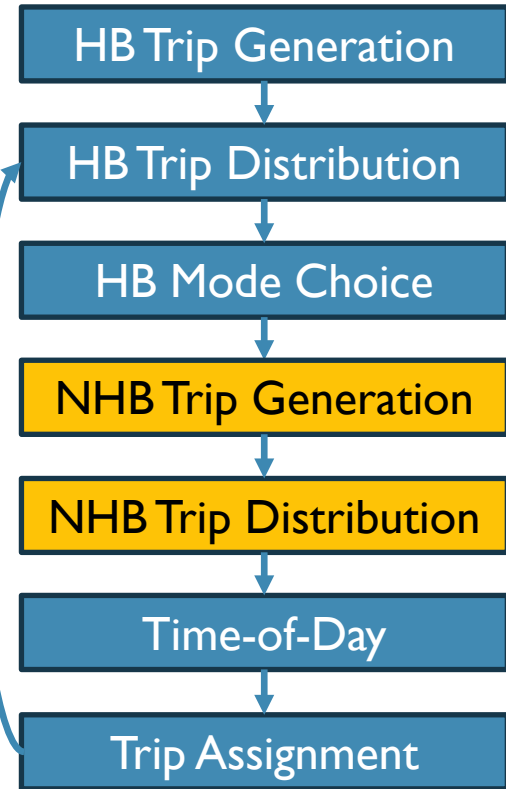 HB Trip Generation
HB Trip Distribution
HB Mode Choice
NHB Trip Generation
NHB Trip Distribution
Time-of-Day
Trip Assignment